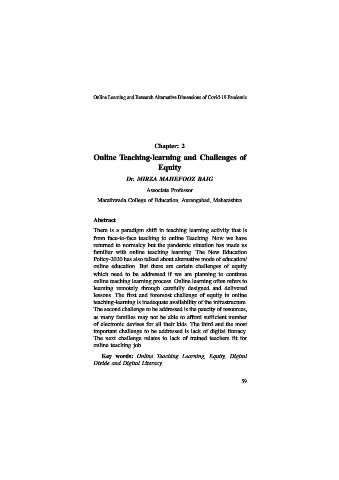 Online Learning and Research Alternative Dimensions of Covid-19 Pandemic
Chapter: 2
Online Teaching-learning and Challenges of
Equity
Dr. MIRZA MAHEFOOZ BAIG
Associate Professor
Marathwada College of Education, Aurangabad, Maharashtra
Abstract
There is a paradigm shift in teaching learning activity that is
from face-to-face teaching to online Teaching. Now we have
returned to normalcy but the pandemic situation has made us
familiar with online teaching learning. The New Education
Policy-2020 has also talked about alternative mode of education/
online education. But there are certain challenges of equity
which need to be addressed if we are planning to continue
online teaching learning process. Online learning often refers to
learning remotely through carefully designed and delivered
lessons. The first and foremost challenge of equity in online
teaching-learning is inadequate availability of the infrastructure.
The second challenge to be addressed is the paucity of resources,
as many families may not be able to afford sufficient number
of electronic devises for all their kids. The third and the most
important challenge to be addressed is lack of digital literacy.
The next challenge relates to lack of trained teachers fit for
online teaching job.
Key words: Online Teaching Learning, Equity, Digital
Divide and Digital Literacy.
39